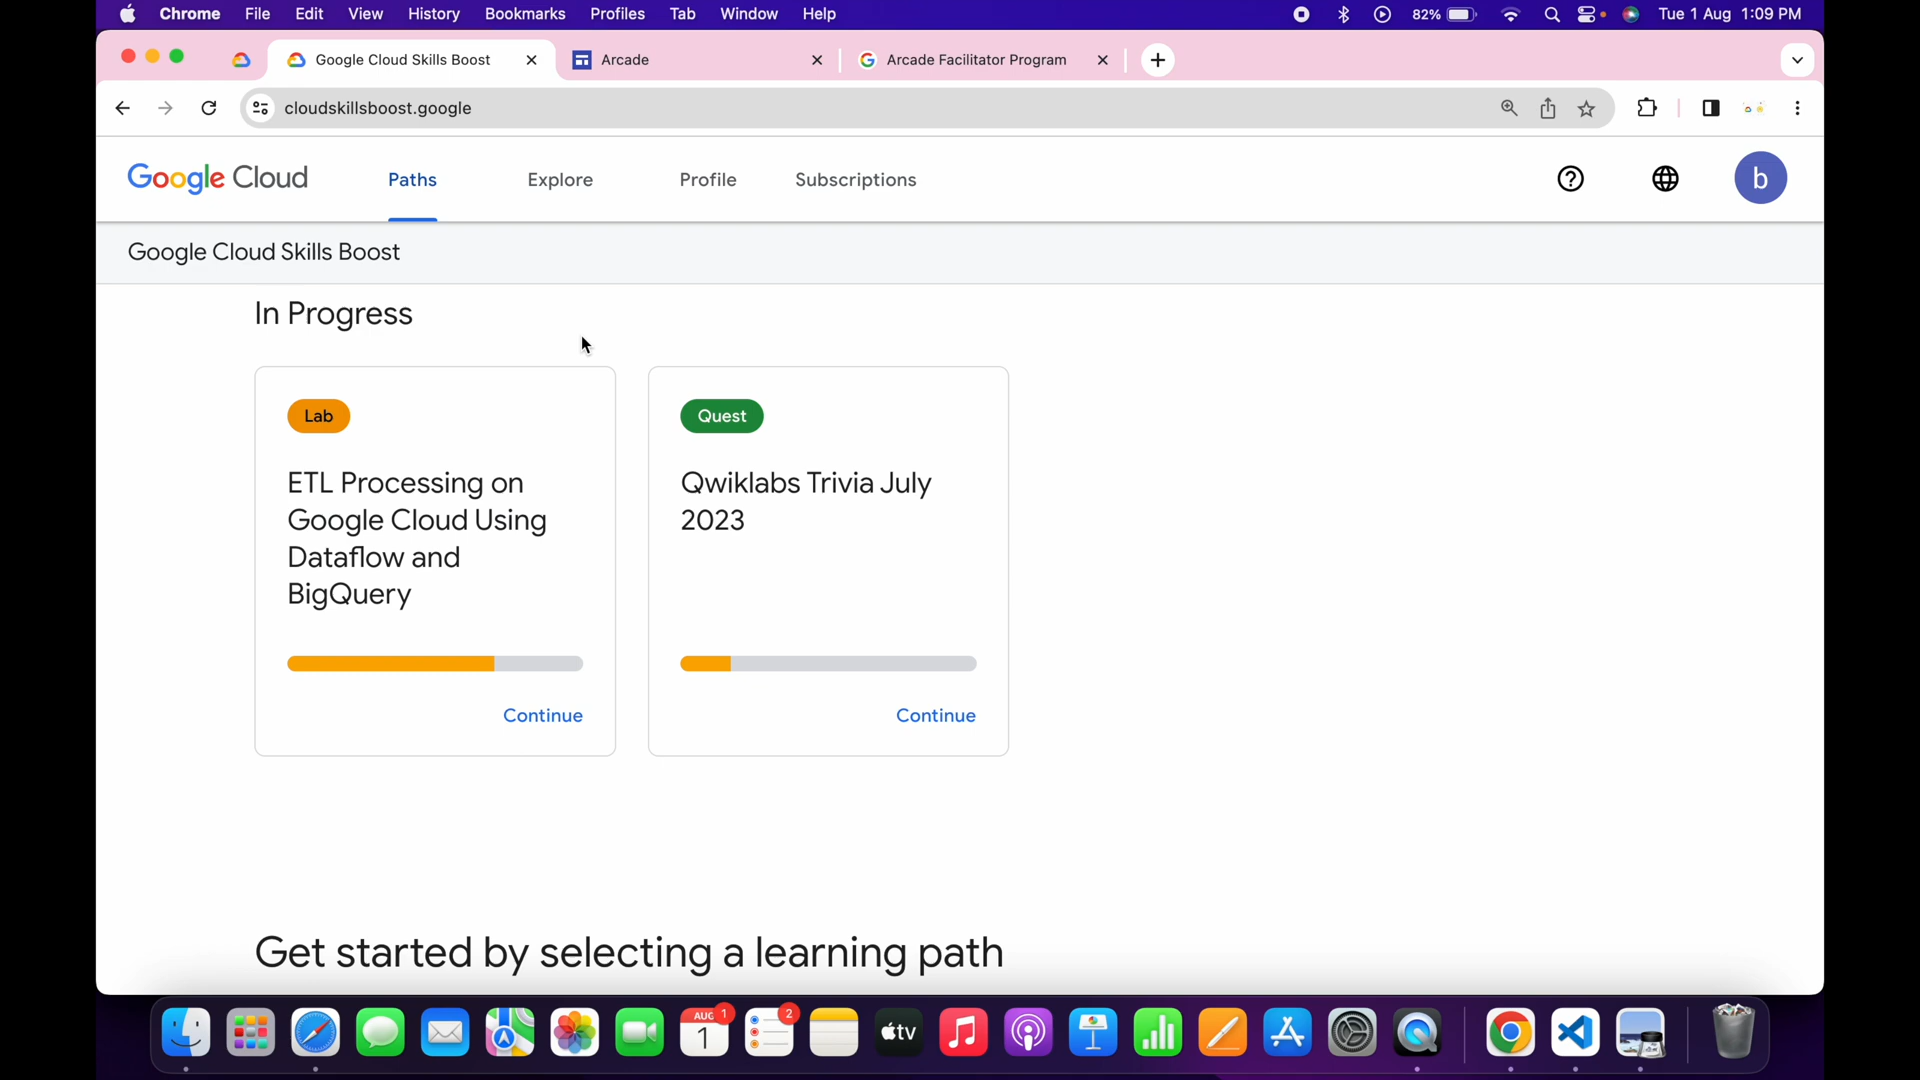 Chrome File Edit View History Bookmarks Profiles Tab Window Help 82% Tue 1 Aug 1:09 PM
Google Cloud Skills Boost Arcade Arcade Facilitator Program
cloudskillsboost.google
Google Cloud Paths Explore Profile Subscriptions b
Google Cloud Skills Boost
In Progress
Lab
ETL Processing on
Google Cloud Using
Dataflow and
BigQuery
Continue
Quest
Qwiklabs Trivia July
2023
Continue
Get started by selecting a learning path
AUG 1 2
1 tv